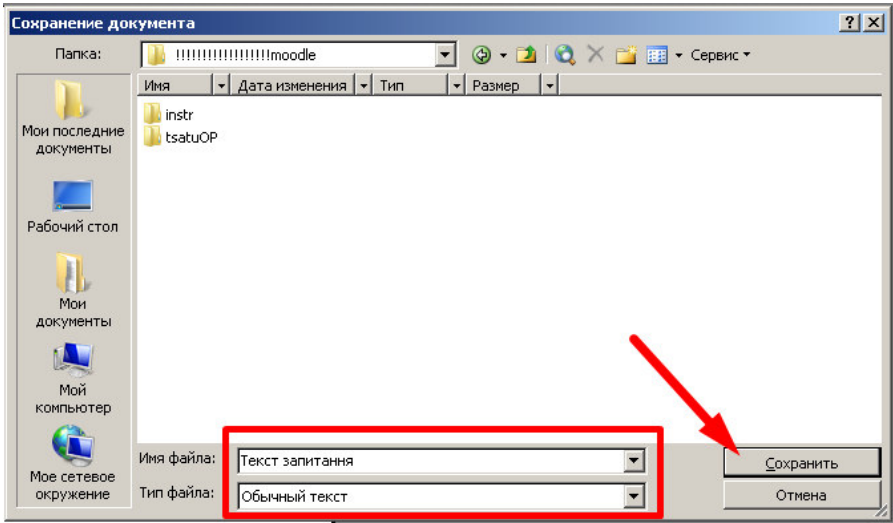 Сохранение документа
Папка:
!!!!!!!!!!!!!!!!!!moodle
Сервис
Имя Дата изменения Тип Размер
instr
tsatuOP
Мои последние
документы
Рабочий стол
Мои
документы
Мой
компьютер
Мое сетевое
окружение
Имя файла: Текст запитання
Сохранить
Тип файла: Обычный текст
Отмена